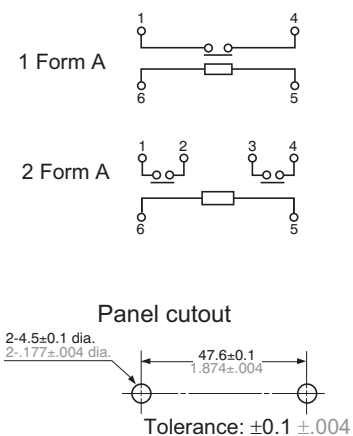 1 4
1 Form A
6 5
1 2 3 4
2 Form A
6 5
Panel cutout
2-4.5±0.1 dia.
2-.177±.004 dia.
47.6±0.1
1.874±.004
Tolerance: ±0.1 ±.004